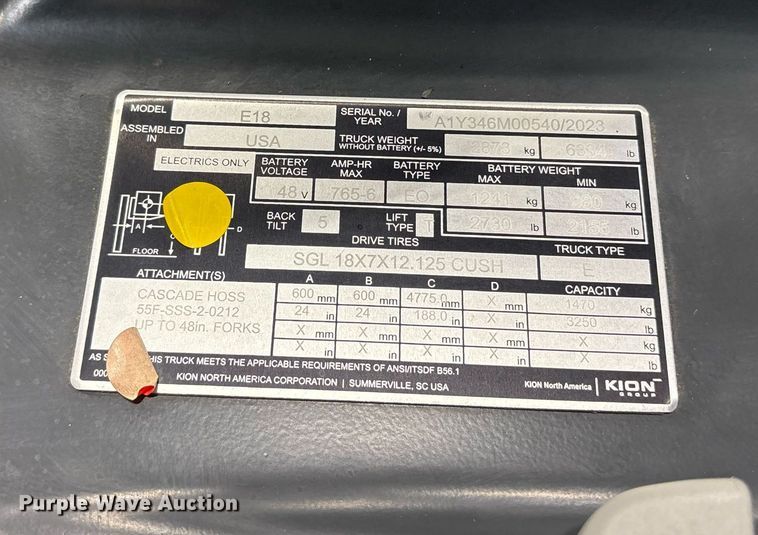 MODEL E18 SERIAL No. / YEAR A1Y346M00540/2023
ASSEMBLED IN USA TRUCK WEIGHT WITHOUT BATTERY (+/- 5%) kg lb
ELECTRICS ONLY BATTERY VOLTAGE AMP-HR MAX BATTERY TYPE BATTERY WEIGHT
MAX MIN
48 V 765-6 EO 1241 kg kg
BACK TILT 5 LIFT TYPE T 2730 lb lb
A D
FLOOR
DRIVE TIRES
SGL 18X7X12.125 CUSH TRUCK TYPE E
ATTACHMENT(S) A B C D CAPACITY
CASCADE HOSS 600 mm 600 mm 4775.0 mm X mm 1470 kg
55F-SSS-2-0212 24 in 24 in 188.0 in X in 3250 lb
UP TO 48in. FORKS X mm X mm X mm X mm X kg
X in X in X in X in X lb
AS THIS TRUCK MEETS THE APPLICABLE REQUIREMENTS OF ANSI/ITSDF B56.1
KION NORTH AMERICA CORPORATION | SUMMERVILLE, SC USA KION North America | KION GROUP
Purple Wave Auction